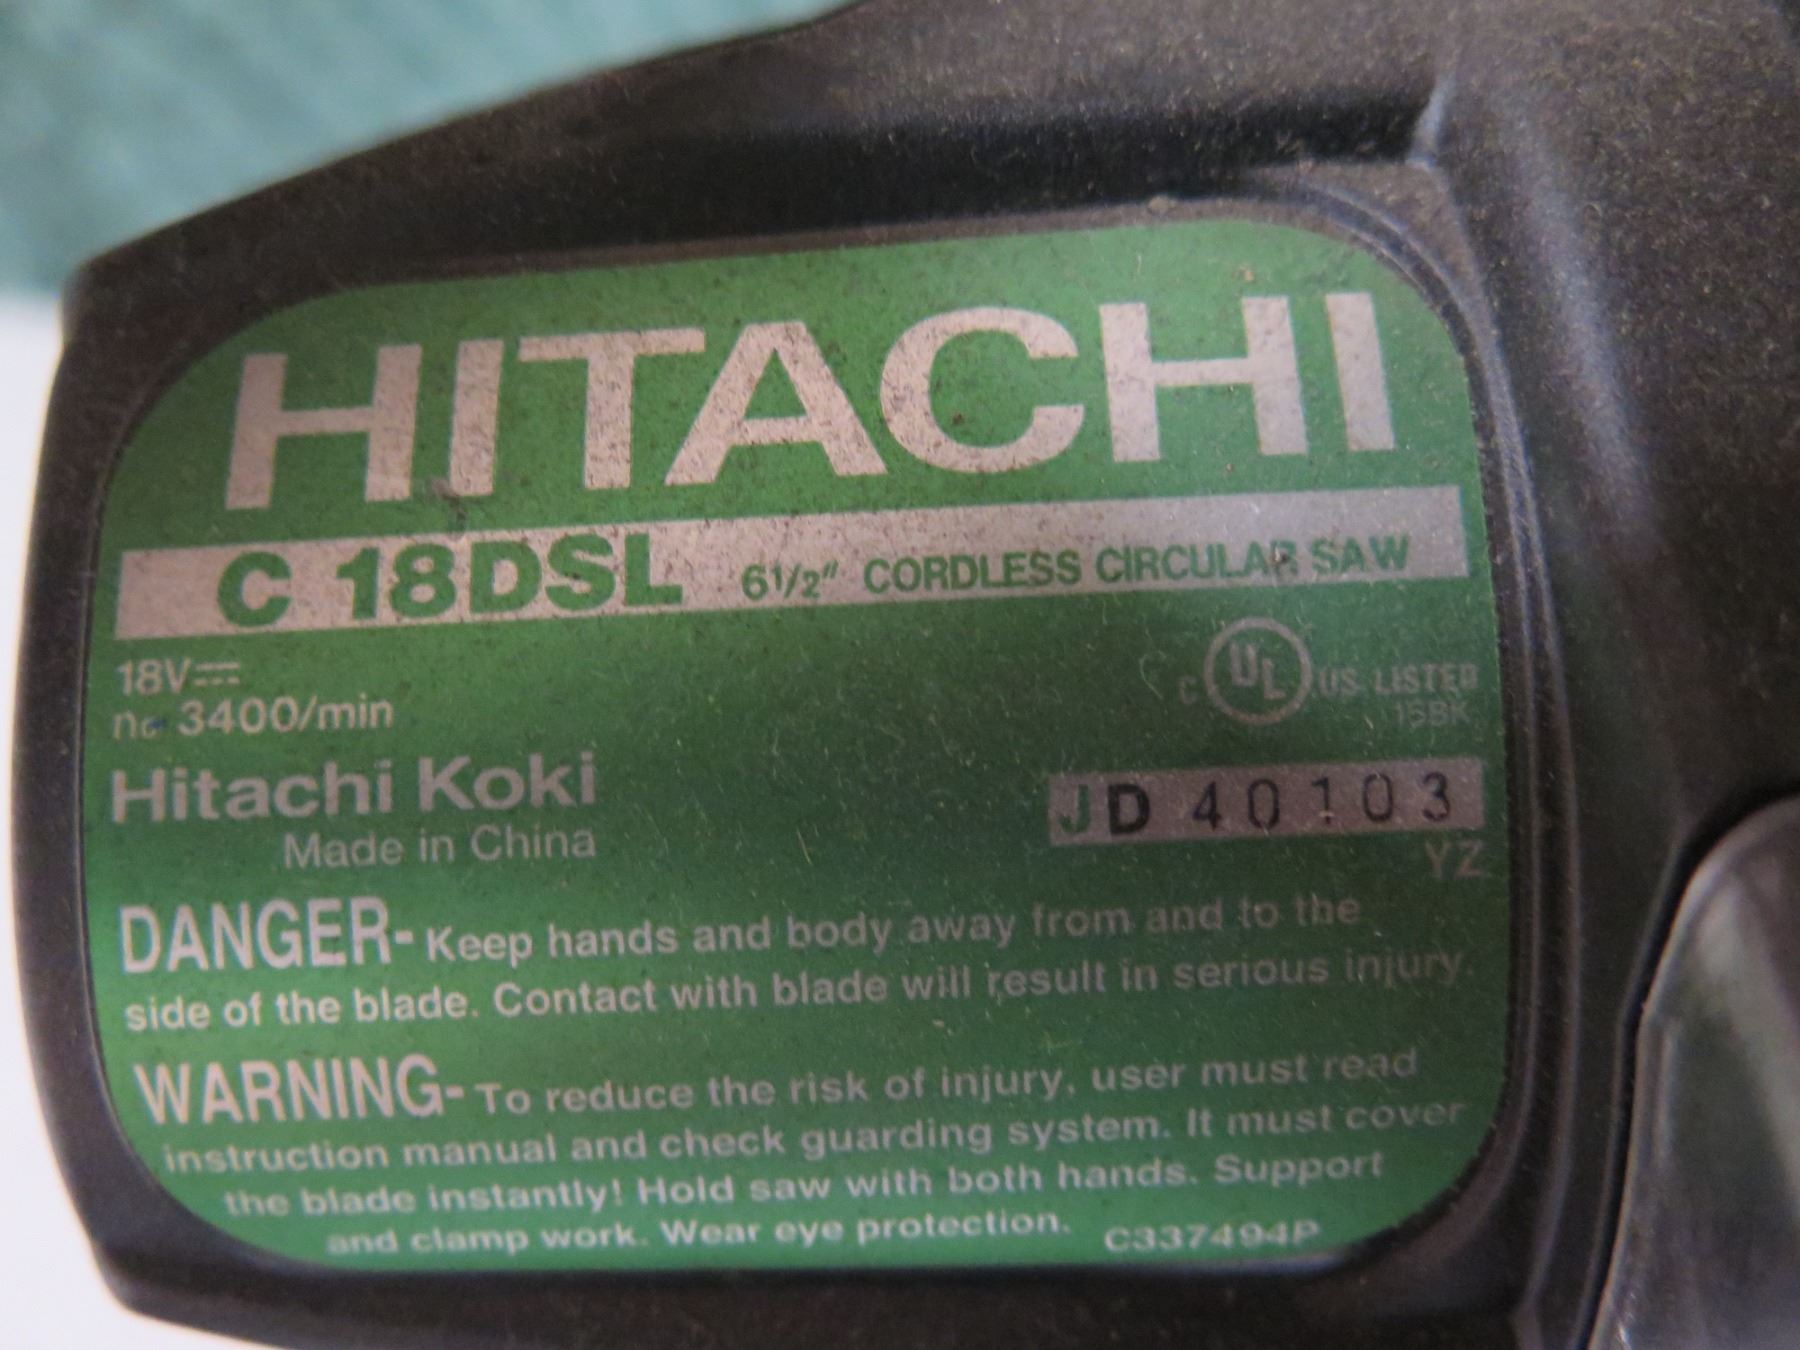 HITACHI
C 18DSL 6 1/2" CORDLESS CIRCULAR SAW
18V⎓
no 3400/min
C UL US LISTED
15BK
Hitachi Koki
Made in China
JD 40103
YZ
DANGER- Keep hands and body away from and to the
side of the blade. Contact with blade will result in serious injury.
WARNING- To reduce the risk of injury, user must read
instruction manual and check guarding system. It must cover
the blade instantly! Hold saw with both hands. Support
and clamp work. Wear eye protection. C337494P